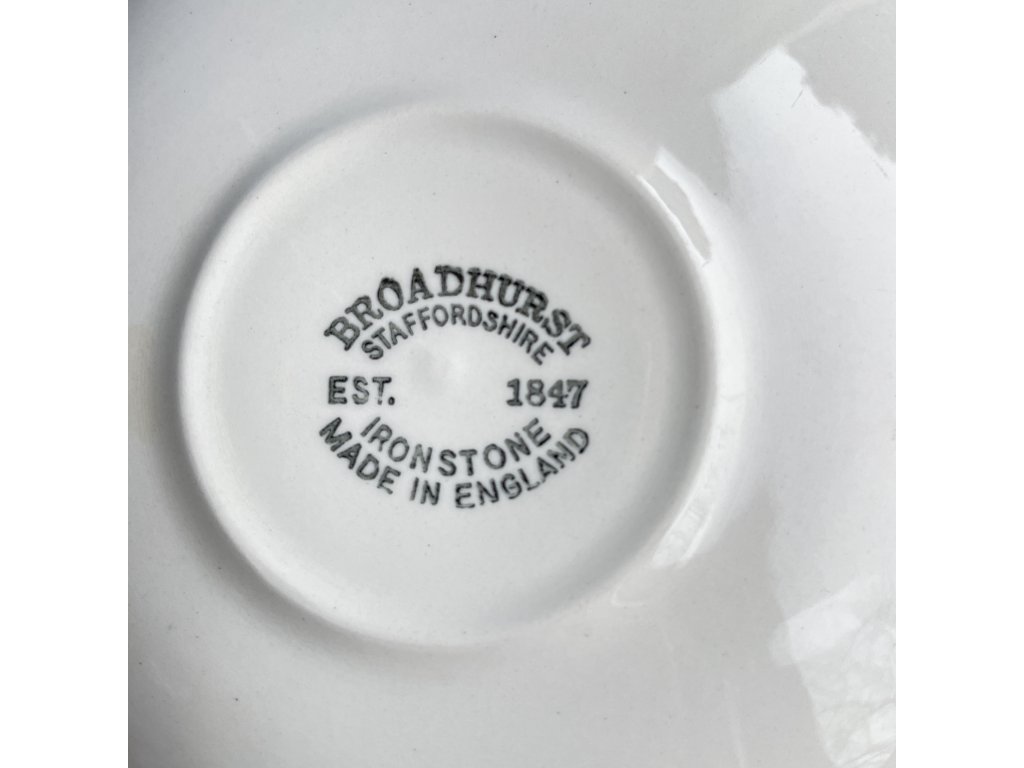 BROADHURST
STAFFORDSHIRE
EST. 1847
IRONSTONE
MADE IN ENGLAND